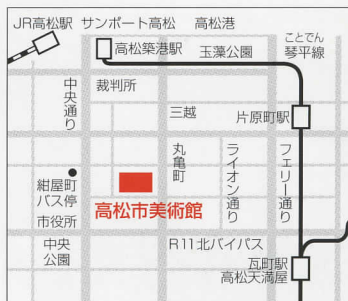 JR高松駅 サンポート高松 高松港
高松築港駅
玉藻公園
ことでん
琴平線
中央通り
裁判所
三越
片原町駅
丸亀町
ライオン通り
フェリー通り
紺屋町
バス停
市役所
高松市美術館
中央
公園
R11北バイパス
瓦町駅
高松天満屋